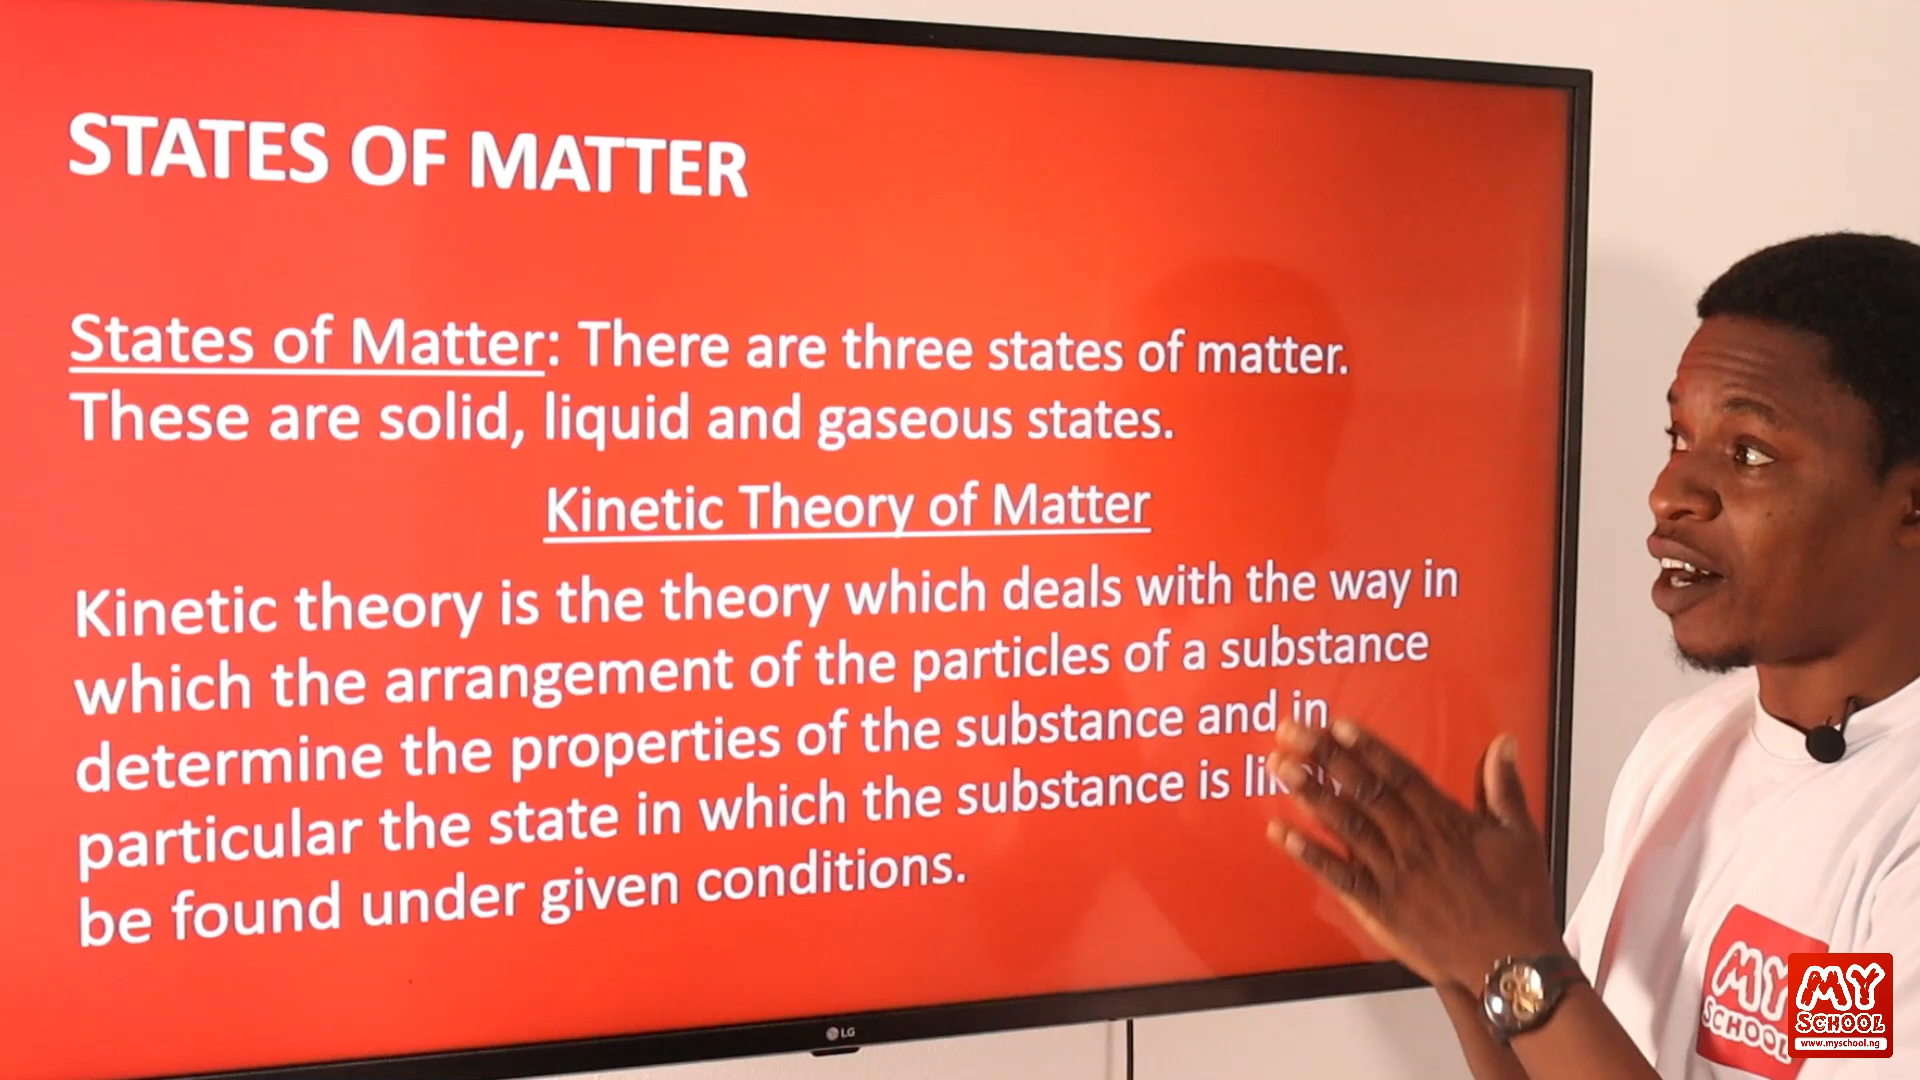 STATES OF MATTER
States of Matter: There are three states of matter.
These are solid, liquid and gaseous states.
Kinetic Theory of Matter
Kinetic theory is the theory which deals with the way in
which the arrangement of the particles of a substance
determine the properties of the substance and in
particular the state in which the substance is likely
be found under given conditions.
LG
MY
SCHOOL
MY
SCHOOL
www.myschool.ng